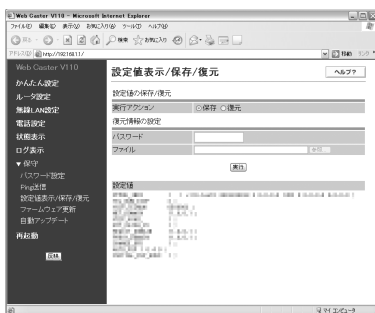 Web Caster V110 - Microsoft Internet Explorer
ファイル(F) 編集(E) 表示(V) お気に入り(A) ツール(T) ヘルプ(H)
戻る
検索 お気に入り
アドレス(D) http://192.168.1.1/
移動 リンク
Web Caster V110
かんたん設定
ルータ設定
無線LAN設定
電話設定
状態表示
ログ表示
▼保守
パスワード設定
Ping送信
設定値表示/保存/復元
ファームウェア更新
自動アップデート
再起動
設定値表示/保存/復元
ヘルプ?
設定値の保存/復元
実行アクション
保存 復元
復元情報の設定
パスワード
ファイル
参照...
実行
設定値
マイ コンピュータ